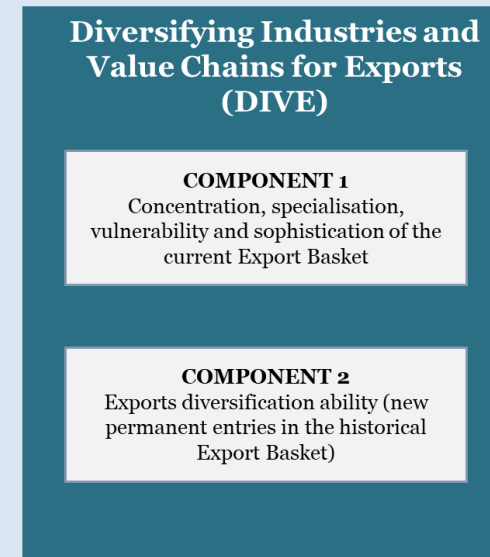 Diversifying Industries and
Value Chains for Exports
(DIVE)
COMPONENT 1
Concentration, specialisation,
vulnerability and sophistication of the
current Export Basket
COMPONENT 2
Exports diversification ability (new
permanent entries in the historical
Export Basket)